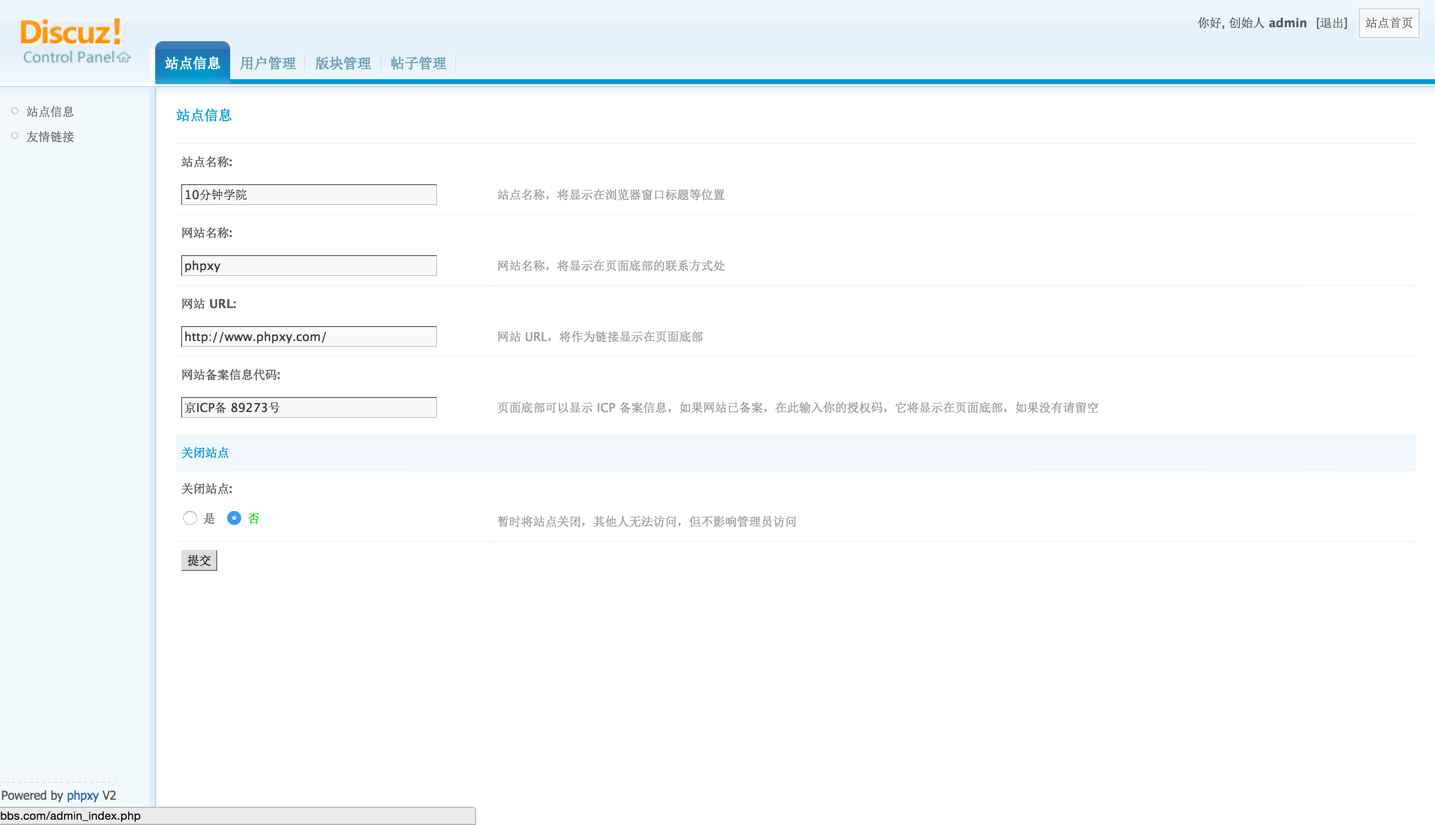 Discuz!
Control Panel
你好, 创始人 admin [退出] 站点首页
站点信息 用户管理 版块管理 帖子管理
站点信息
友情链接
站点信息
站点名称:
10分钟学院 站点名称，将显示在浏览器窗口标题等位置
网站名称:
phpxy 网站名称，将显示在页面底部的联系方式处
网站 URL:
http://www.phpxy.com/ 网站 URL，将作为链接显示在页面底部
网站备案信息代码:
京ICP备 89273号 页面底部可以显示 ICP 备案信息，如果网站已备案，在此输入你的授权码，它将显示在页面底部，如果没有请留空
关闭站点
关闭站点:
是 否 暂时将站点关闭，其他人无法访问，但不影响管理员访问
提交
Powered by phpxy V2
bbs.com/admin_index.php